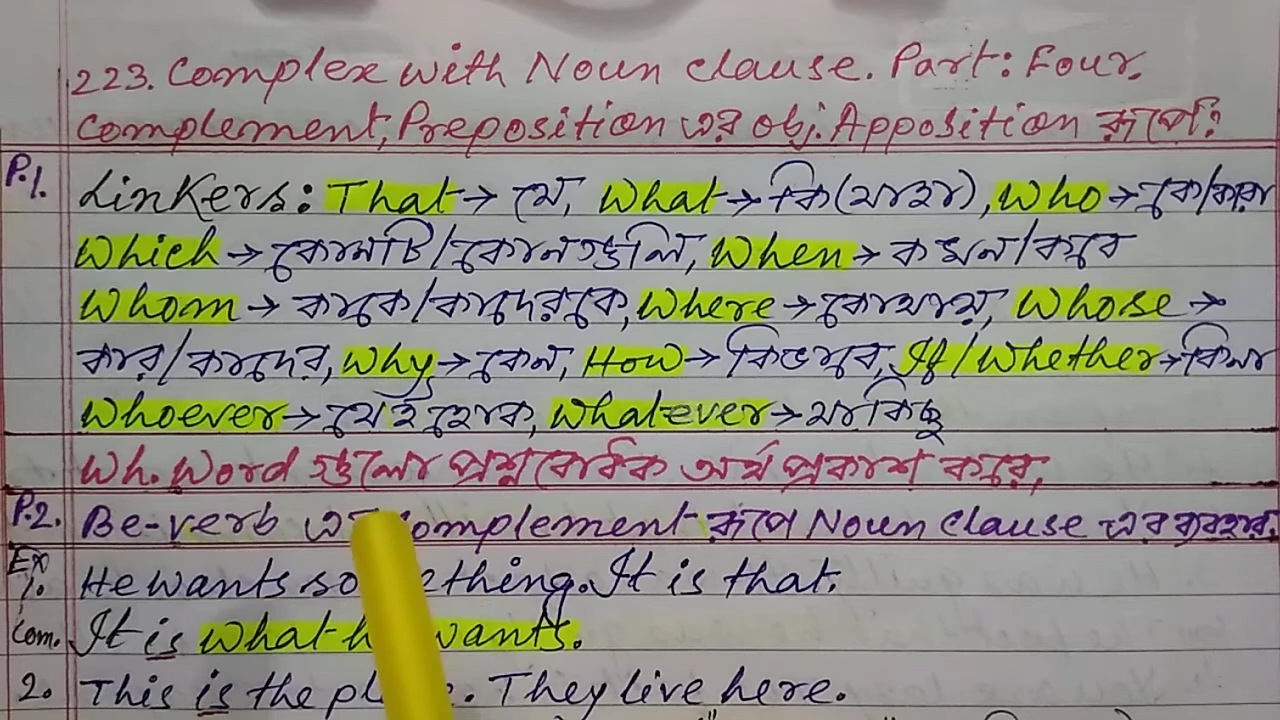 223. Complex with Noun clause. Part: Four.
Complement, Preposition এর obj. Apposition রূপে:
P.1. Linkers: That → যে, What → কি (যাহা), Who → কে/কারা
Which → কোনটি/কোনগুলি, When → কখন/কবে
Whom → কাকে/কাদেরকে, Where → কোথায়, Whose →
কার/কাদের, Why → কেন, How → কিভাবে, If/Whether → কিনা
Whoever → যেই হোক, Whatever → যাকিছু
Wh. Word গুলো প্রশ্নবোধক অর্থ প্রকাশ করে,
P.2. Be-verb complement রূপে Noun Clause এর ব্যবহার.
Ex 1. He wants something. It is that.
Com. It is what he wants.
2. This is the place. They live here.